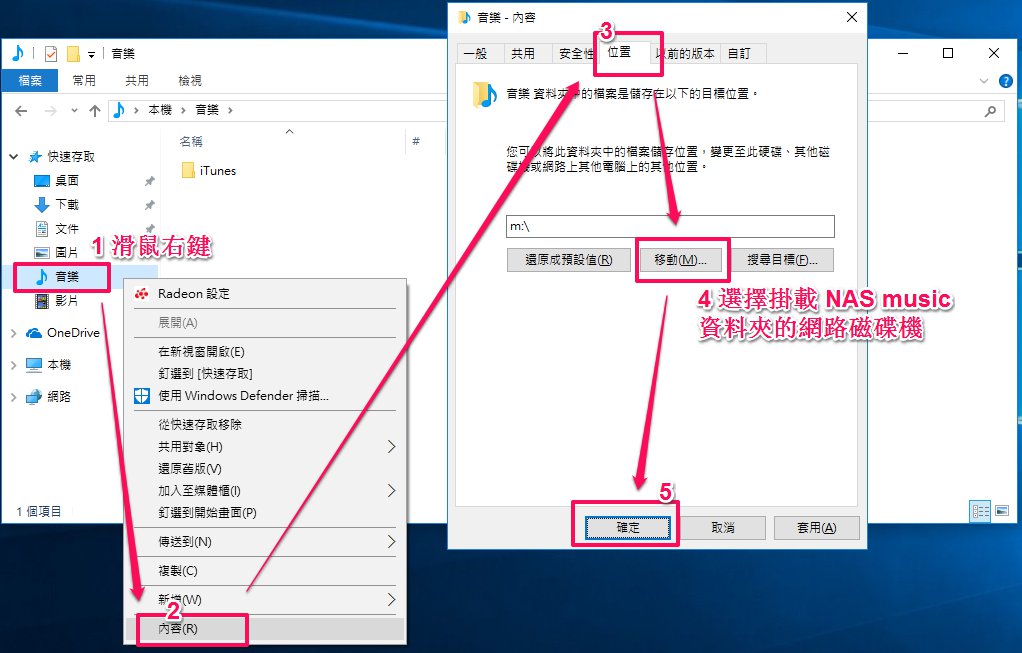 音樂
檔案
常用
共用
檢視
本機
音樂
名稱
#
快速存取
桌面
下載
文件
圖片
音樂
影片
OneDrive
本機
網路
iTunes
1 個項目
1 滑鼠右鍵
Radeon 設定
展開(A)
在新視窗開啟(E)
釘選到 [快速存取]
使用 Windows Defender 掃描...
從快速存取移除
共用對象(H)
還原舊版(V)
加入至媒體櫃(I)
釘選到開始畫面(P)
傳送到(N)
複製(C)
新增(W)
2
內容(R)
音樂 - 內容
3
一般
共用
安全性
位置
以前的版本
自訂
音樂 資料夾中的檔案是儲存在以下的目標位置。
您可以將此資料夾中的檔案儲存位置，變更至此硬碟、其他磁
碟機或網路上其他電腦上的其他位置。
m:\
還原成預設值(R)
移動(M)...
搜尋目標(F)...
4 選擇掛載 NAS music
資料夾的網路磁碟機
5
確定
取消
套用(A)